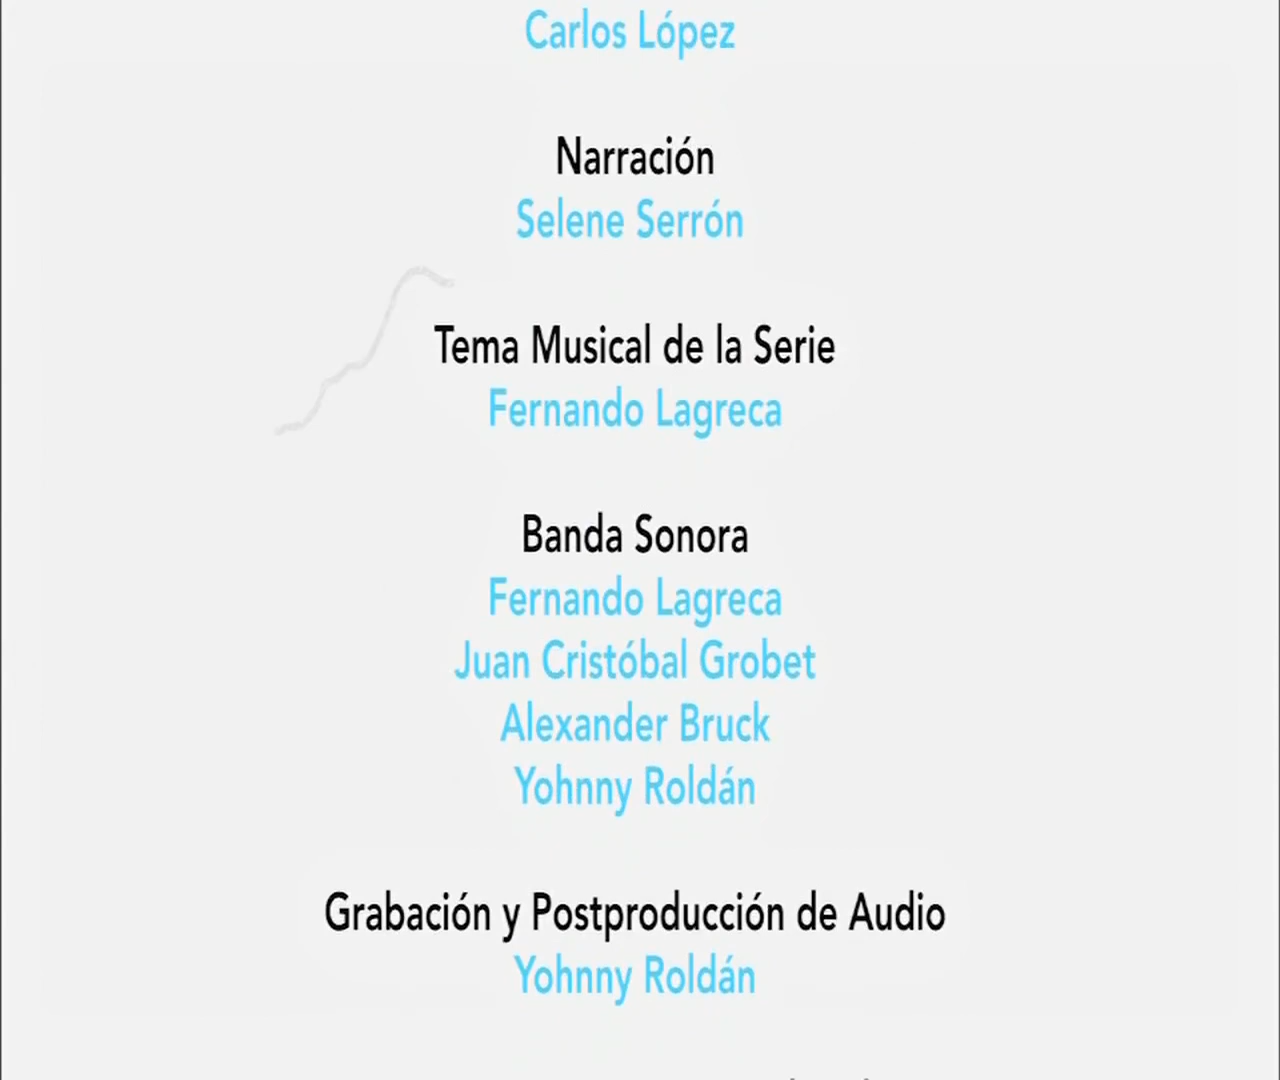 Carlos López
Narración
Selene Serrón
Tema Musical de la Serie
Fernando Lagreca
Banda Sonora
Fernando Lagreca
Juan Cristóbal Grobet
Alexander Bruck
Yohnny Roldán
Grabación y Postproducción de Audio
Yohnny Roldán